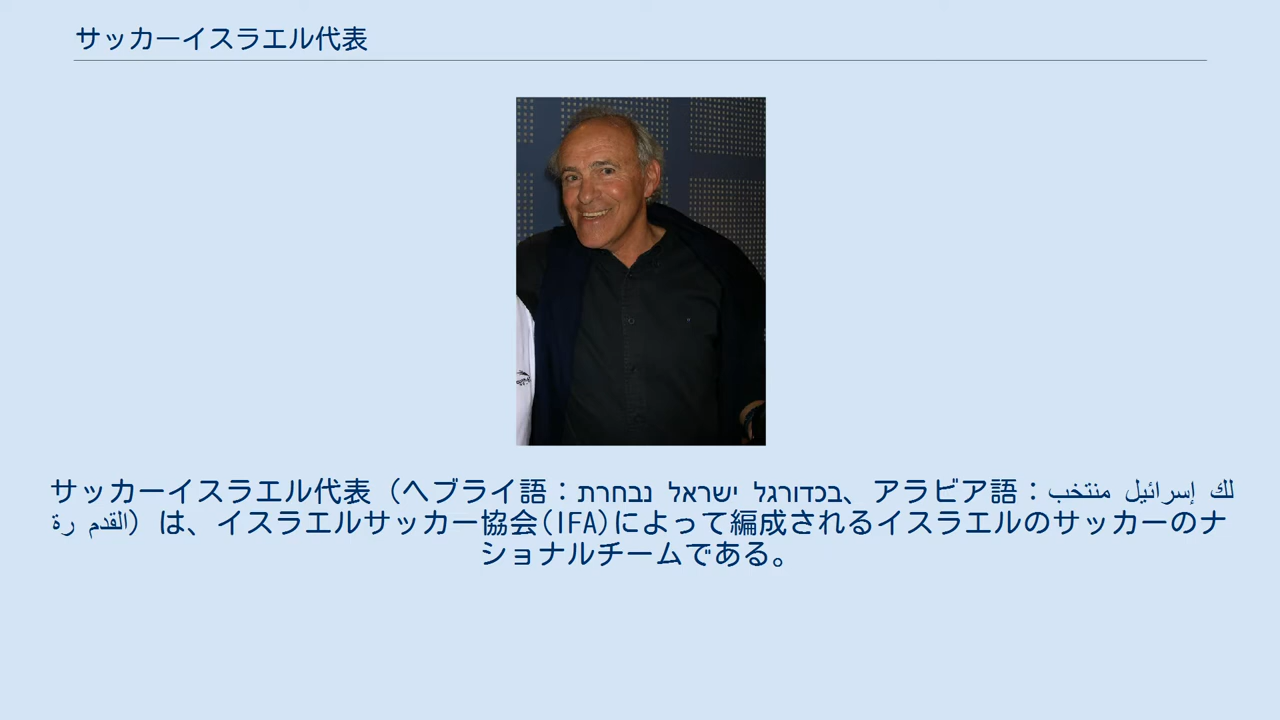 サッカーイスラエル代表
サッカーイスラエル代表（ヘブライ語：נבחרת ישראל בכדורגל、アラビア語：منتخب إسرائيل لك
رة القدم）は、イスラエルサッカー協会(IFA)によって編成されるイスラエルのサッカーのナ
ショナルチームである。